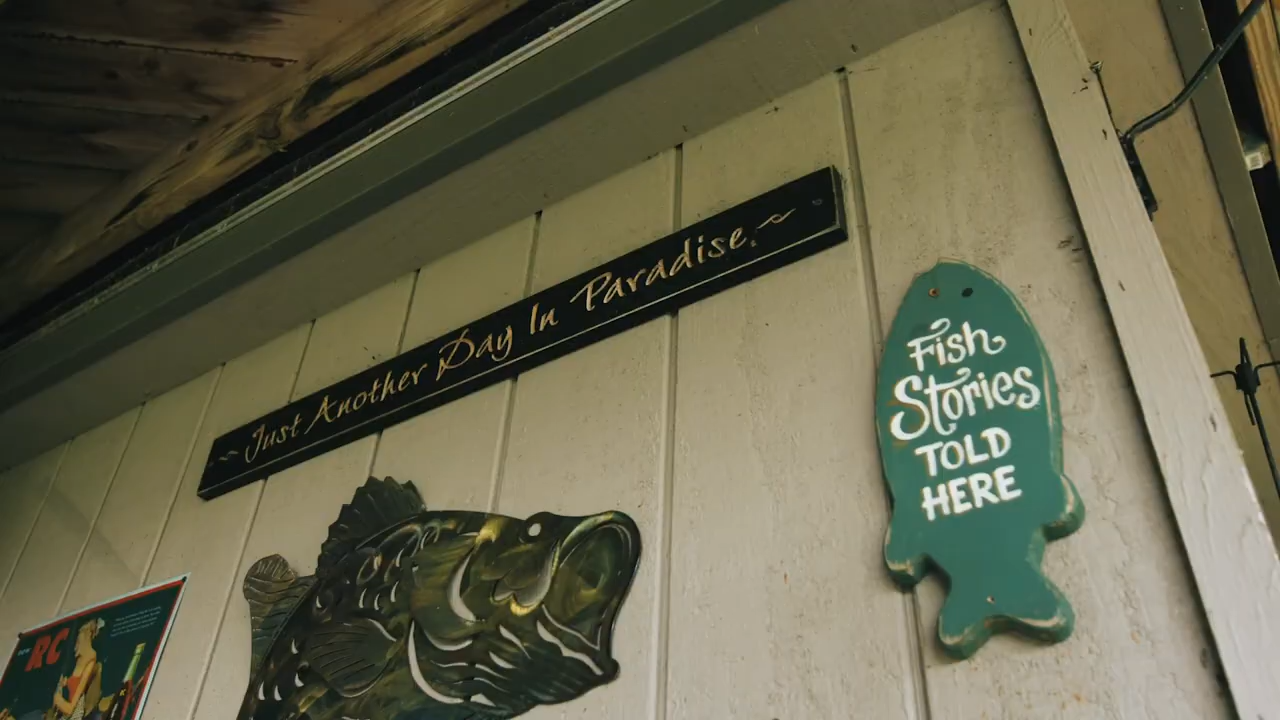 ~ Just Another Day In Paradise. ~
Fish
Stories
TOLD
HERE
RC